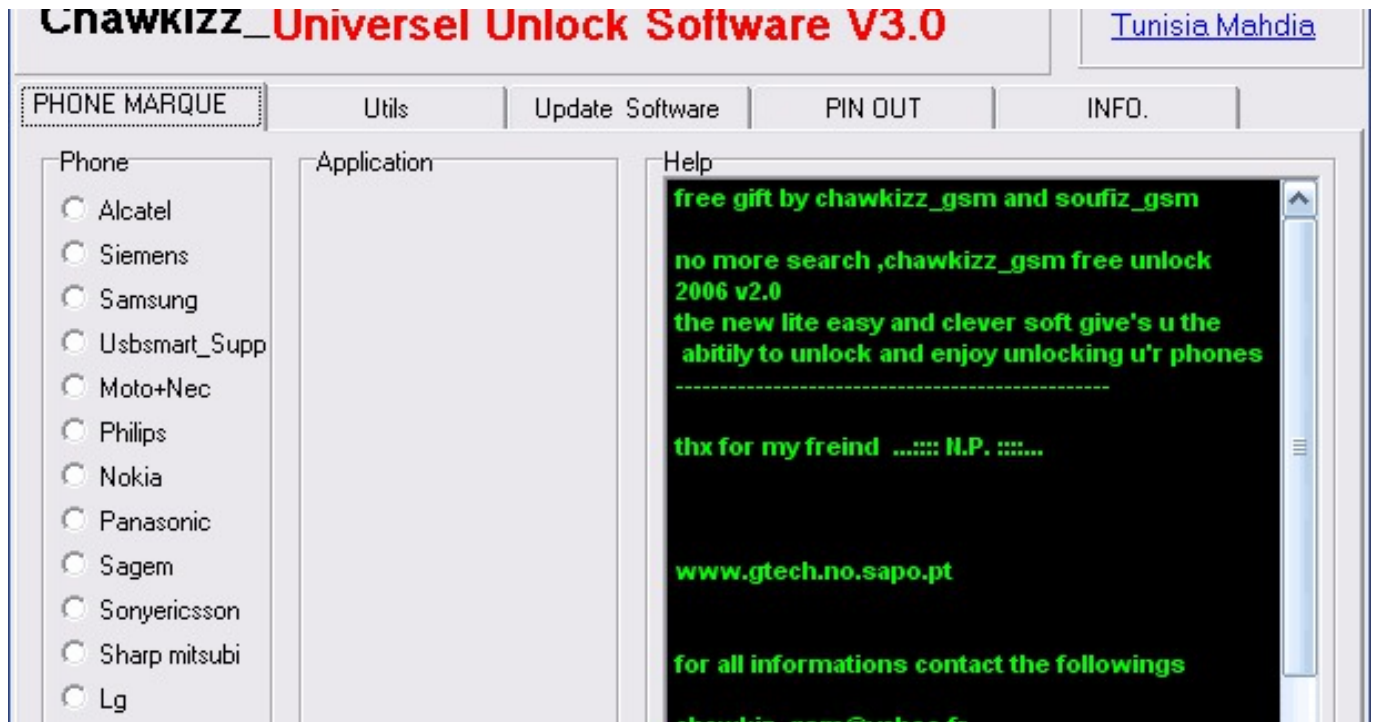 Chawkizz_Universel Unlock Software V3.0
Tunisia Mahdia
PHONE MARQUE
Utils
Update Software
PIN OUT
INFO.
Phone
Alcatel
Siemens
Samsung
Usbsmart_Supp
Moto+Nec
Philips
Nokia
Panasonic
Sagem
Sonyericsson
Sharp mitsubi
Lg
Application
Help
free gift by chawkizz_gsm and soufiz_gsm
no more search ,chawkizz_gsm free unlock
2006 v2.0
the new lite easy and clever soft give's u the
abitily to unlock and enjoy unlocking u'r phones
------------------------------------------------
thx for my freind ...:::: N.P. ::::...
www.gtech.no.sapo.pt
for all informations contact the followings